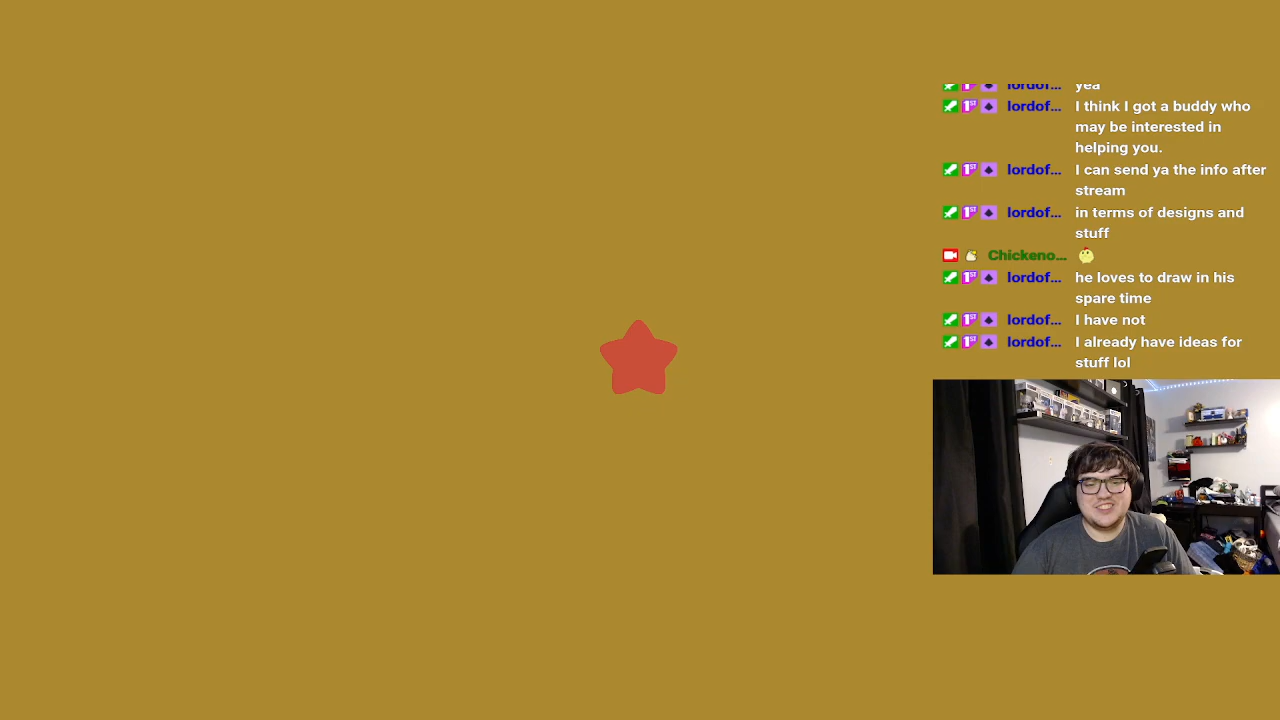 lordof... yea
lordof... I think I got a buddy who
may be interested in
helping you.
lordof... I can send ya the info after
stream
lordof... in terms of designs and
stuff
Chickeno...
lordof... he loves to draw in his
spare time
lordof... I have not
lordof... I already have ideas for
stuff lol